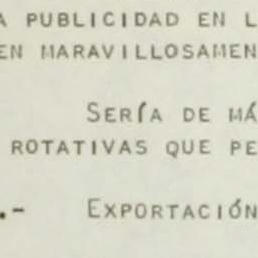 A PUBLICIDAD EN L
EN MARAVILLOSAMEN
SERÍA DE MÁ
ROTATIVAS QUE PE
.- EXPORTACIÓN